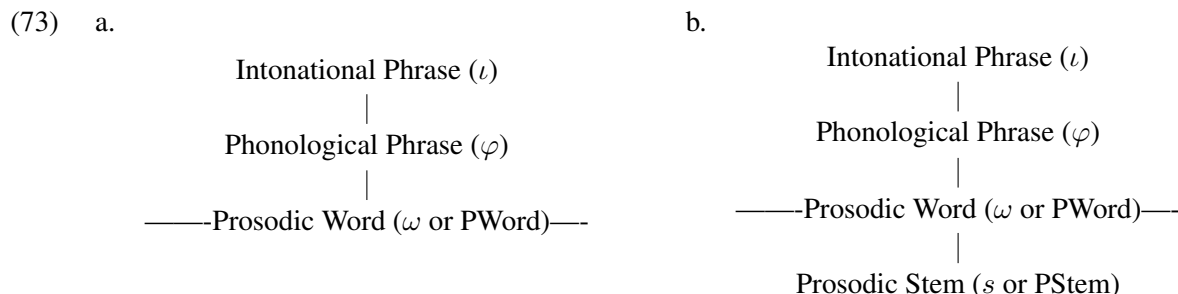 (73) a.
Intonational Phrase (ι)
Phonological Phrase (φ)
——-Prosodic Word (ω or PWord)—-
b.
Intonational Phrase (ι)
Phonological Phrase (φ)
——-Prosodic Word (ω or PWord)—-
Prosodic Stem (s or PStem)